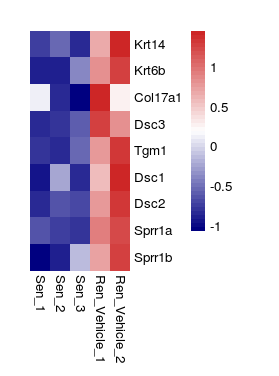 Krt14
Krt6b
Col17a1
Dsc3
Tgm1
Dsc1
Dsc2
Sprr1a
Sprr1b
1
0.5
0
-0.5
-1
Sen_1
Sen_2
Sen_3
Ren_Vehicle_1
Ren_Vehicle_2